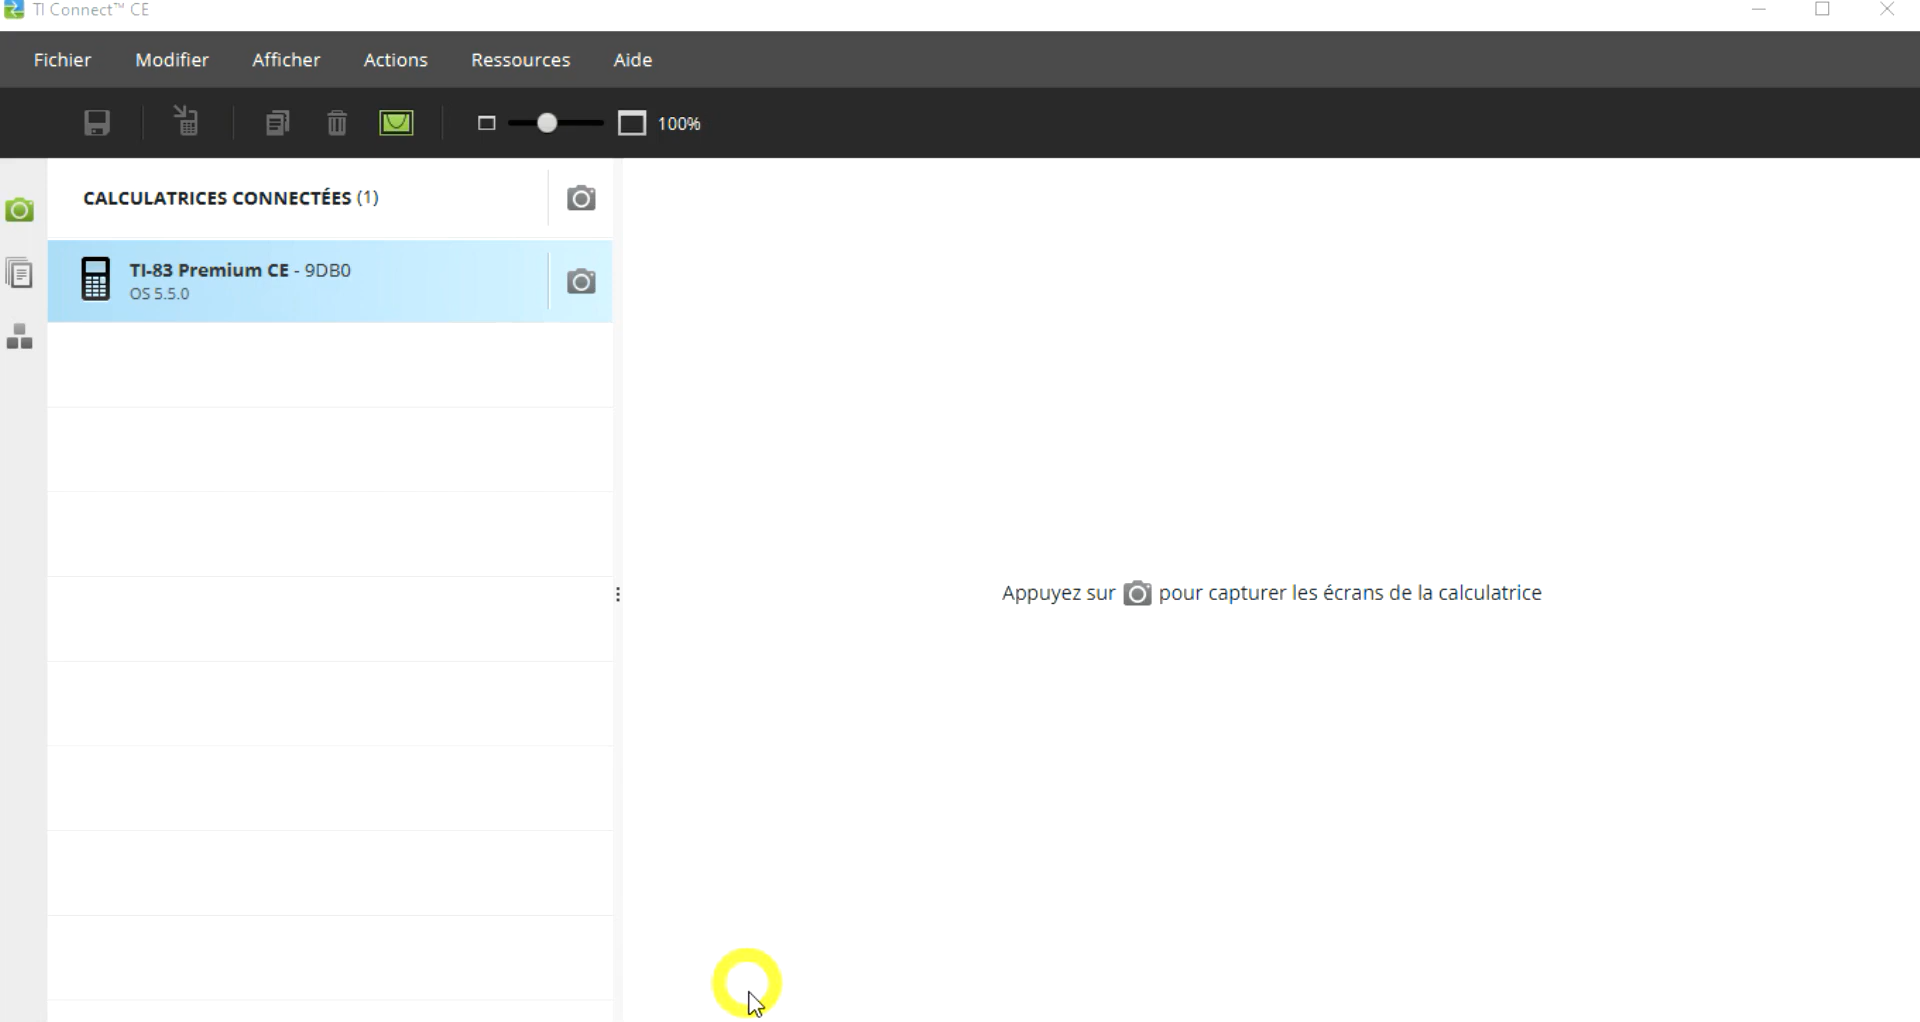 TI Connect™ CE
Fichier Modifier Afficher Actions Ressources Aide
100%
CALCULATRICES CONNECTÉES (1)
TI-83 Premium CE - 9DB0
OS 5.5.0
Appuyez sur pour capturer les écrans de la calculatrice